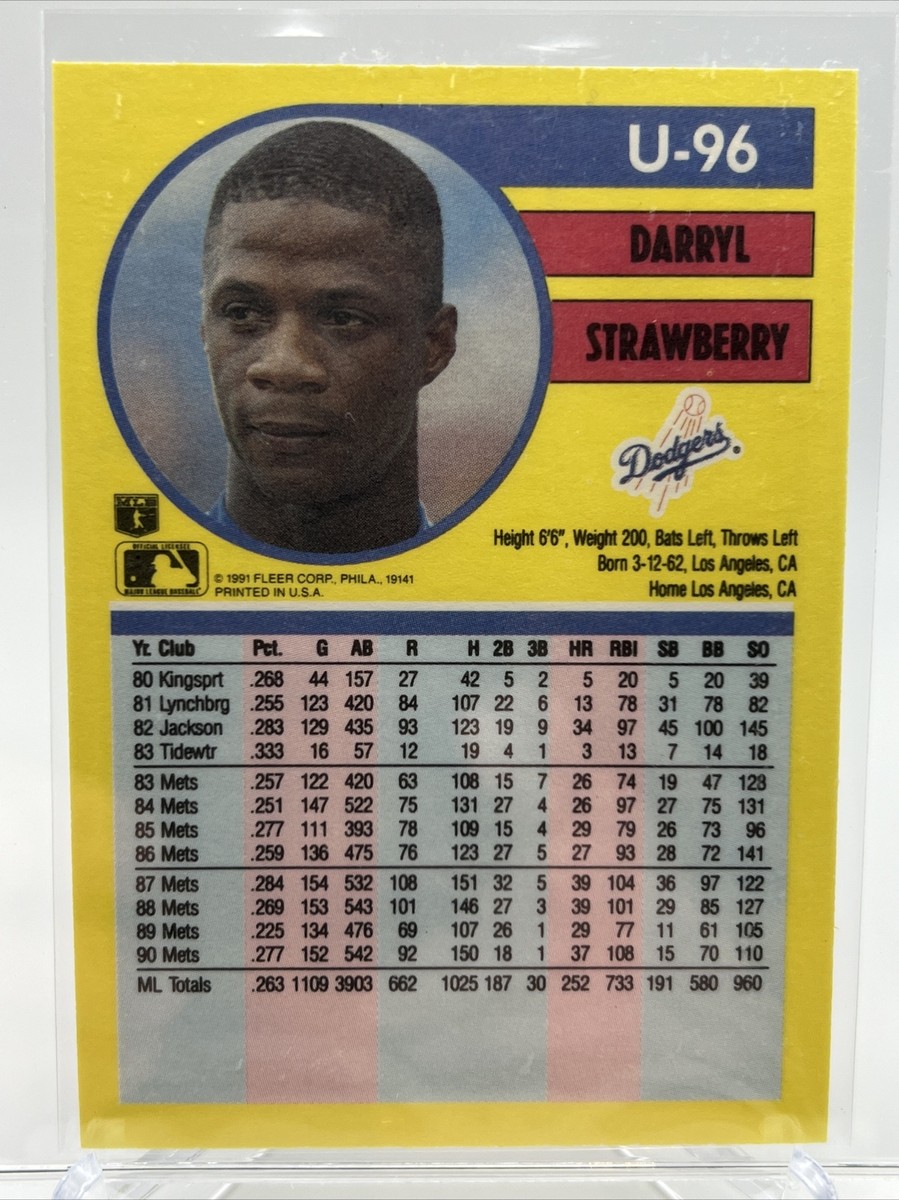 U-96
DARRYL
STRAWBERRY
Dodgers
MLB
OFFICIAL LICENSEE
MAJOR LEAGUE BASEBALL
© 1991 FLEER CORP., PHILA., 19141
PRINTED IN U.S.A.
Height 6'6", Weight 200, Bats Left, Throws Left
Born 3-12-62, Los Angeles, CA
Home Los Angeles, CA
Yr. Club Pct. G AB R H 2B 3B HR RBI SB BB SO
80 Kingsprt .268 44 157 27 42 5 2 5 20 5 20 39
81 Lynchbrg .255 123 420 84 107 22 6 13 78 31 78 82
82 Jackson .283 129 435 93 123 19 9 34 97 45 100 145
83 Tidewtr .333 16 57 12 19 4 1 3 13 7 14 18
83 Mets .257 122 420 63 108 15 7 26 74 19 47 128
84 Mets .251 147 522 75 131 27 4 26 97 27 75 131
85 Mets .277 111 393 78 109 15 4 29 79 26 73 96
86 Mets .259 136 475 76 123 27 5 27 93 28 72 141
87 Mets .284 154 532 108 151 32 5 39 104 36 97 122
88 Mets .269 153 543 101 146 27 3 39 101 29 85 127
89 Mets .225 134 476 69 107 26 1 29 77 11 61 105
90 Mets .277 152 542 92 150 18 1 37 108 15 70 110
ML Totals .263 1109 3903 662 1025 187 30 252 733 191 580 960